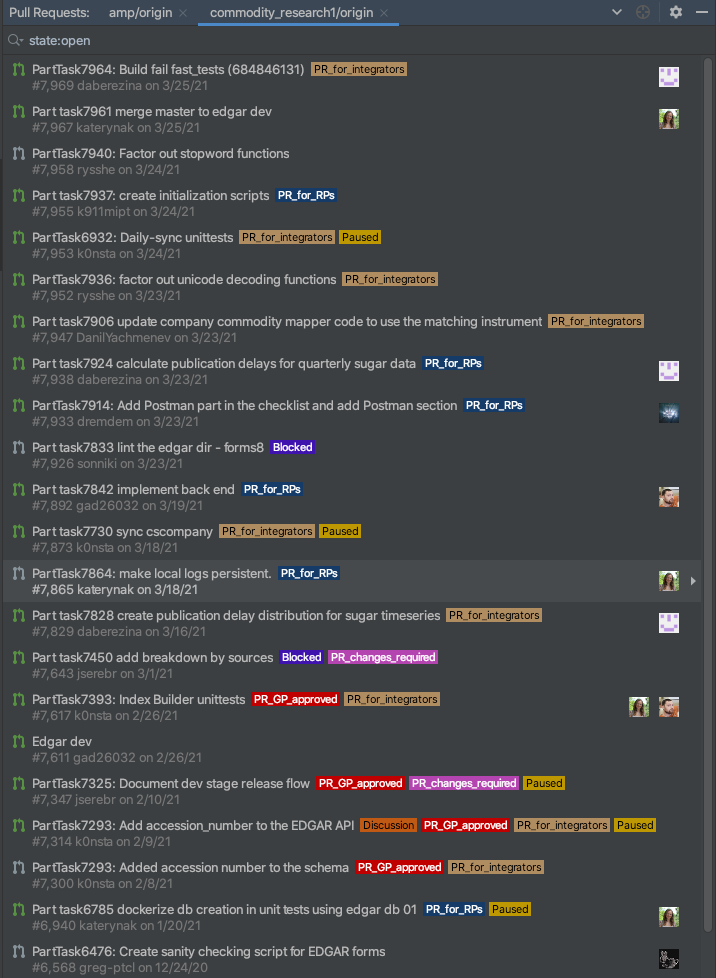 Pull Requests: amp/origin commodity_research1/origin
state:open
PartTask7964: Build fail fast_tests (684846131) PR_for_integrators
#7,969 daberezina on 3/25/21
Part task7961 merge master to edgar dev
#7,967 katerynak on 3/25/21
PartTask7940: Factor out stopword functions
#7,958 rysshe on 3/24/21
Part task7937: create initialization scripts PR_for_RPs
#7,955 k911mipt on 3/24/21
PartTask6932: Daily-sync unittests PR_for_integrators Paused
#7,953 k0nsta on 3/24/21
PartTask7936: factor out unicode decoding functions PR_for_integrators
#7,952 rysshe on 3/23/21
Part task7906 update company commodity mapper code to use the matching instrument PR_for_integrators
#7,947 DanilYachmenev on 3/23/21
Part task7924 calculate publication delays for quarterly sugar data PR_for_RPs
#7,938 daberezina on 3/23/21
PartTask7914: Add Postman part in the checklist and add Postman section PR_for_RPs
#7,933 dremdem on 3/23/21
Part task7833 lint the edgar dir - forms8 Blocked
#7,926 sonniki on 3/23/21
Part task7842 implement back end PR_for_RPs
#7,892 gad26032 on 3/19/21
Part task7730 sync cscompany PR_for_integrators Paused
#7,873 k0nsta on 3/18/21
PartTask7864: make local logs persistent. PR_for_RPs
#7,865 katerynak on 3/18/21
Part task7828 create publication delay distribution for sugar timeseries PR_for_integrators
#7,829 daberezina on 3/16/21
Part task7450 add breakdown by sources Blocked PR_changes_required
#7,643 jserebr on 3/1/21
PartTask7393: Index Builder unittests PR_GP_approved PR_for_integrators
#7,617 k0nsta on 2/26/21
Edgar dev
#7,611 gad26032 on 2/26/21
PartTask7325: Document dev stage release flow PR_GP_approved PR_changes_required Paused
#7,347 jserebr on 2/10/21
PartTask7293: Add accession_number to the EDGAR API Discussion PR_GP_approved PR_for_integrators Paused
#7,314 k0nsta on 2/9/21
PartTask7293: Added accession number to the schema PR_GP_approved PR_for_integrators
#7,300 k0nsta on 2/8/21
Part task6785 dockerize db creation in unit tests using edgar db 01 PR_for_RPs Paused
#6,940 katerynak on 1/20/21
PartTask6476: Create sanity checking script for EDGAR forms
#6,568 greg-ptcl on 12/24/20